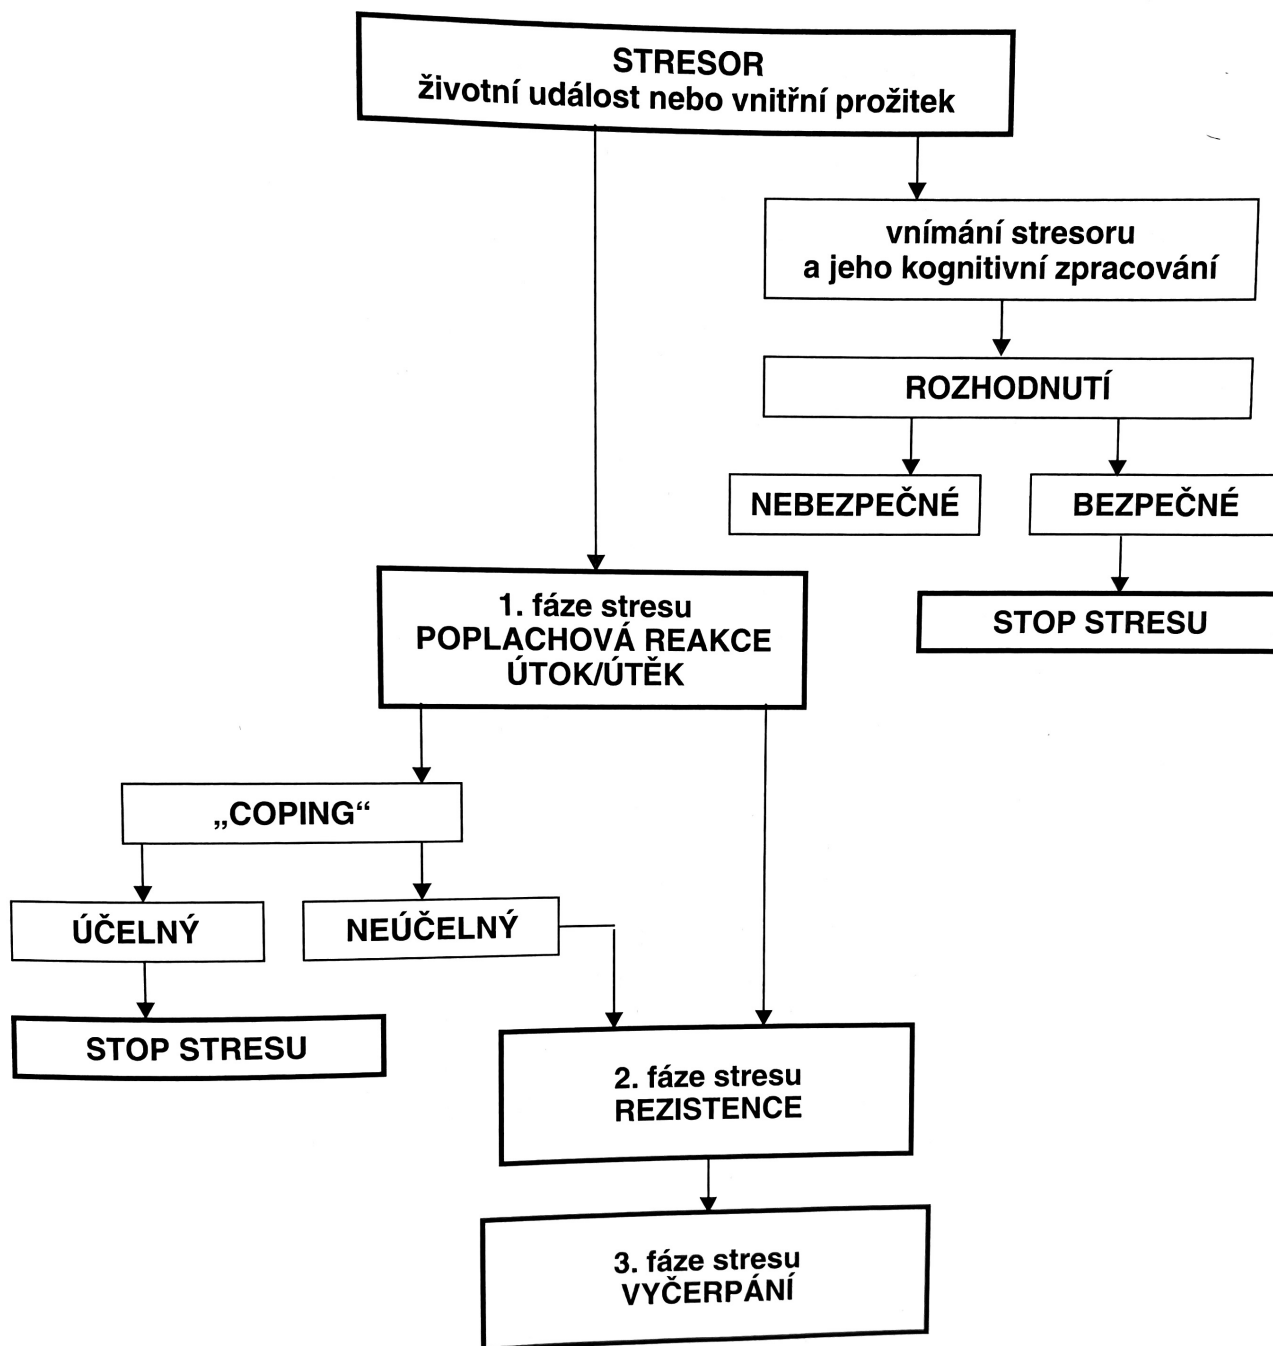 STRESOR
životní událost nebo vnitřní prožitek
vnímání stresoru
a jeho kognitivní zpracování
ROZHODNUTÍ
NEBEZPEČNÉ
BEZPEČNÉ
STOP STRESU
1. fáze stresu
POPLACHOVÁ REAKCE
ÚTOK/ÚTĚK
„COPING“
ÚČELNÝ
NEÚČELNÝ
STOP STRESU
2. fáze stresu
REZISTENCE
3. fáze stresu
VYČERPÁNÍ